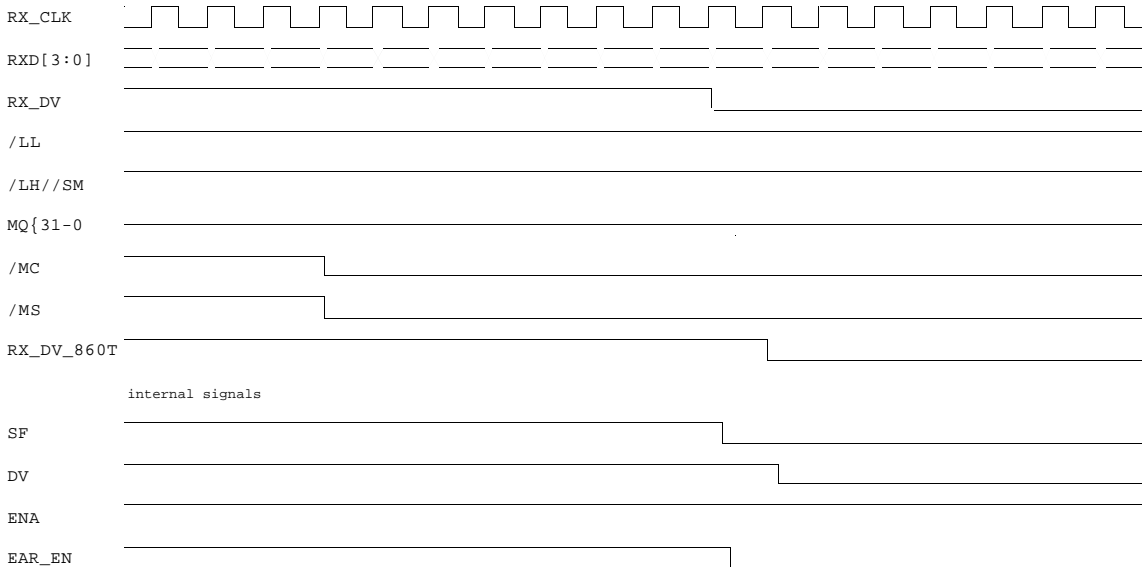 RX_CLK
RXD[3:0]
RX_DV
/LL
/LH//SM
MQ{31-0
/MC
/MS
RX_DV_860T
internal signals
SF
DV
ENA
EAR_EN